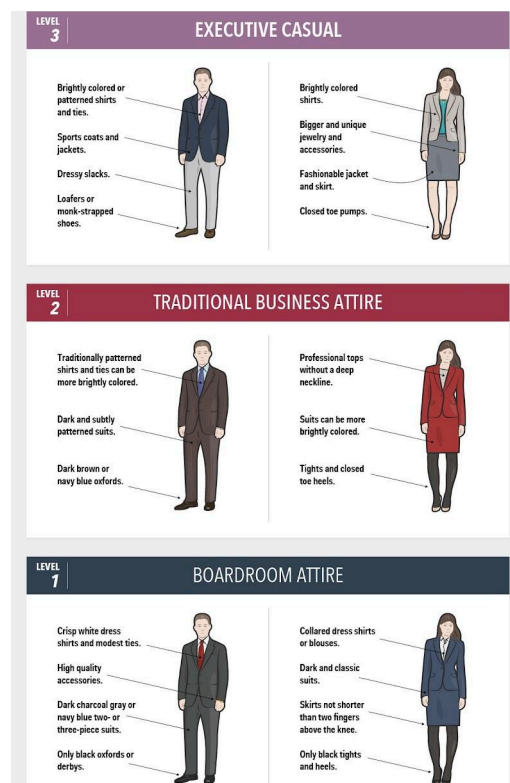 LEVEL
3
EXECUTIVE CASUAL
Brightly colored or
patterned shirts
and ties.
Sports coats and
jackets.
Dressy slacks.
Loafers or
monk-strapped
shoes.
Brightly colored
shirts.
Bigger and unique
jewelry and
accessories.
Fashionable jacket
and skirt.
Closed toe pumps.
LEVEL
2
TRADITIONAL BUSINESS ATTIRE
Traditionally patterned
shirts and ties can be
more brightly colored.
Dark and subtly
patterned suits.
Dark brown or
navy blue oxfords.
Professional tops
without a deep
neckline.
Suits can be more
brightly colored.
Tights and closed
toe heels.
LEVEL
1
BOARDROOM ATTIRE
Crisp white dress
shirts and modest ties.
High quality
accessories.
Dark charcoal gray or
navy blue two- or
three-piece suits.
Only black oxfords or
derbys.
Collared dress shirts
or blouses.
Dark and classic
suits.
Skirts not shorter
than two fingers
above the knee.
Only black tights
and heels.